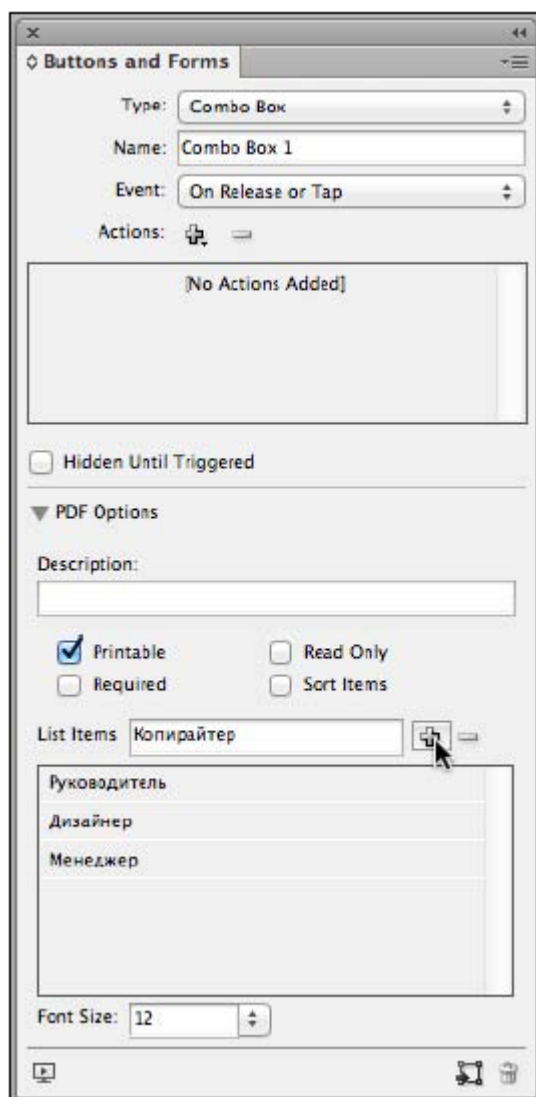 Buttons and Forms
Type: Combo Box
Name: Combo Box 1
Event: On Release or Tap
Actions:
[No Actions Added]
Hidden Until Triggered
PDF Options
Description:
Printable Read Only
Required Sort Items
List Items Копирайтер
Руководитель
Дизайнер
Менеджер
Font Size: 12